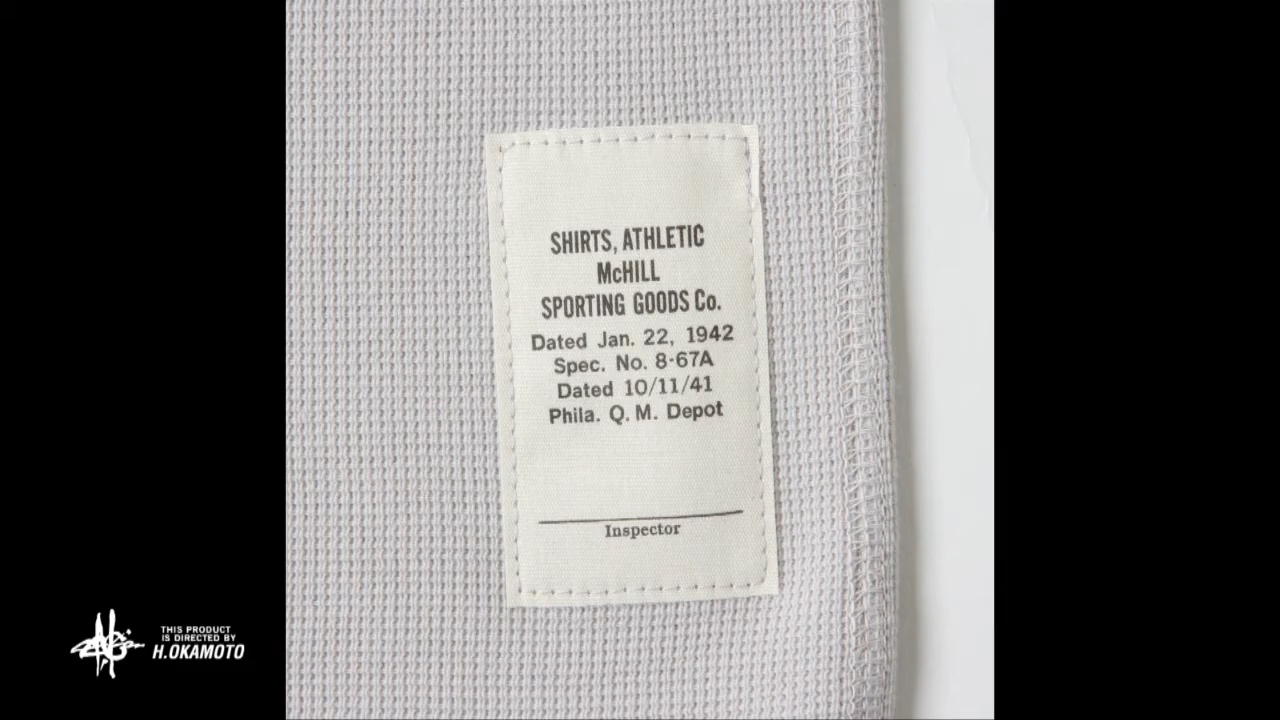 SHIRTS, ATHLETIC
McHILL
SPORTING GOODS Co.
Dated Jan. 22, 1942
Spec. No. 8-67A
Dated 10/11/41
Phila. Q. M. Depot
Inspector
THIS PRODUCT
IS DIRECTED BY
H.OKAMOTO